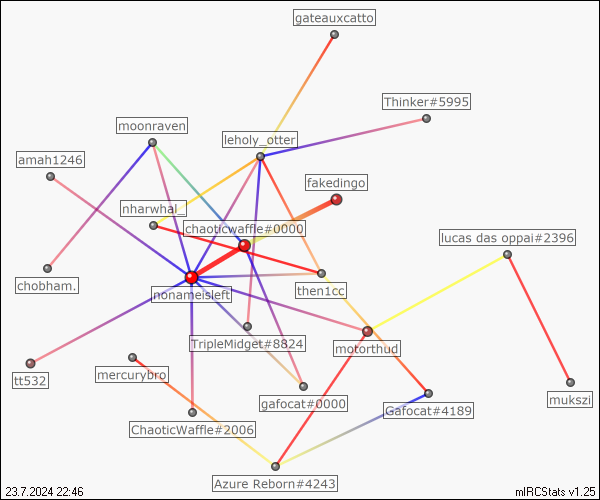 gateauxcatto
Thinker#5995
moonraven
leholy_otter
amah1246
fakedingo
nharwhal_
chaoticwaffle#0000
lucas das oppai#2396
chobham.
nonameisleft
then1cc
TripleMidget#8824
motorthud
tt532
mercurybro
gafocat#0000
Gafocat#4189
mukszi
ChaoticWaffle#2006
Azure Reborn#4243
23.7.2024 22:46
mIRCStats v1.25